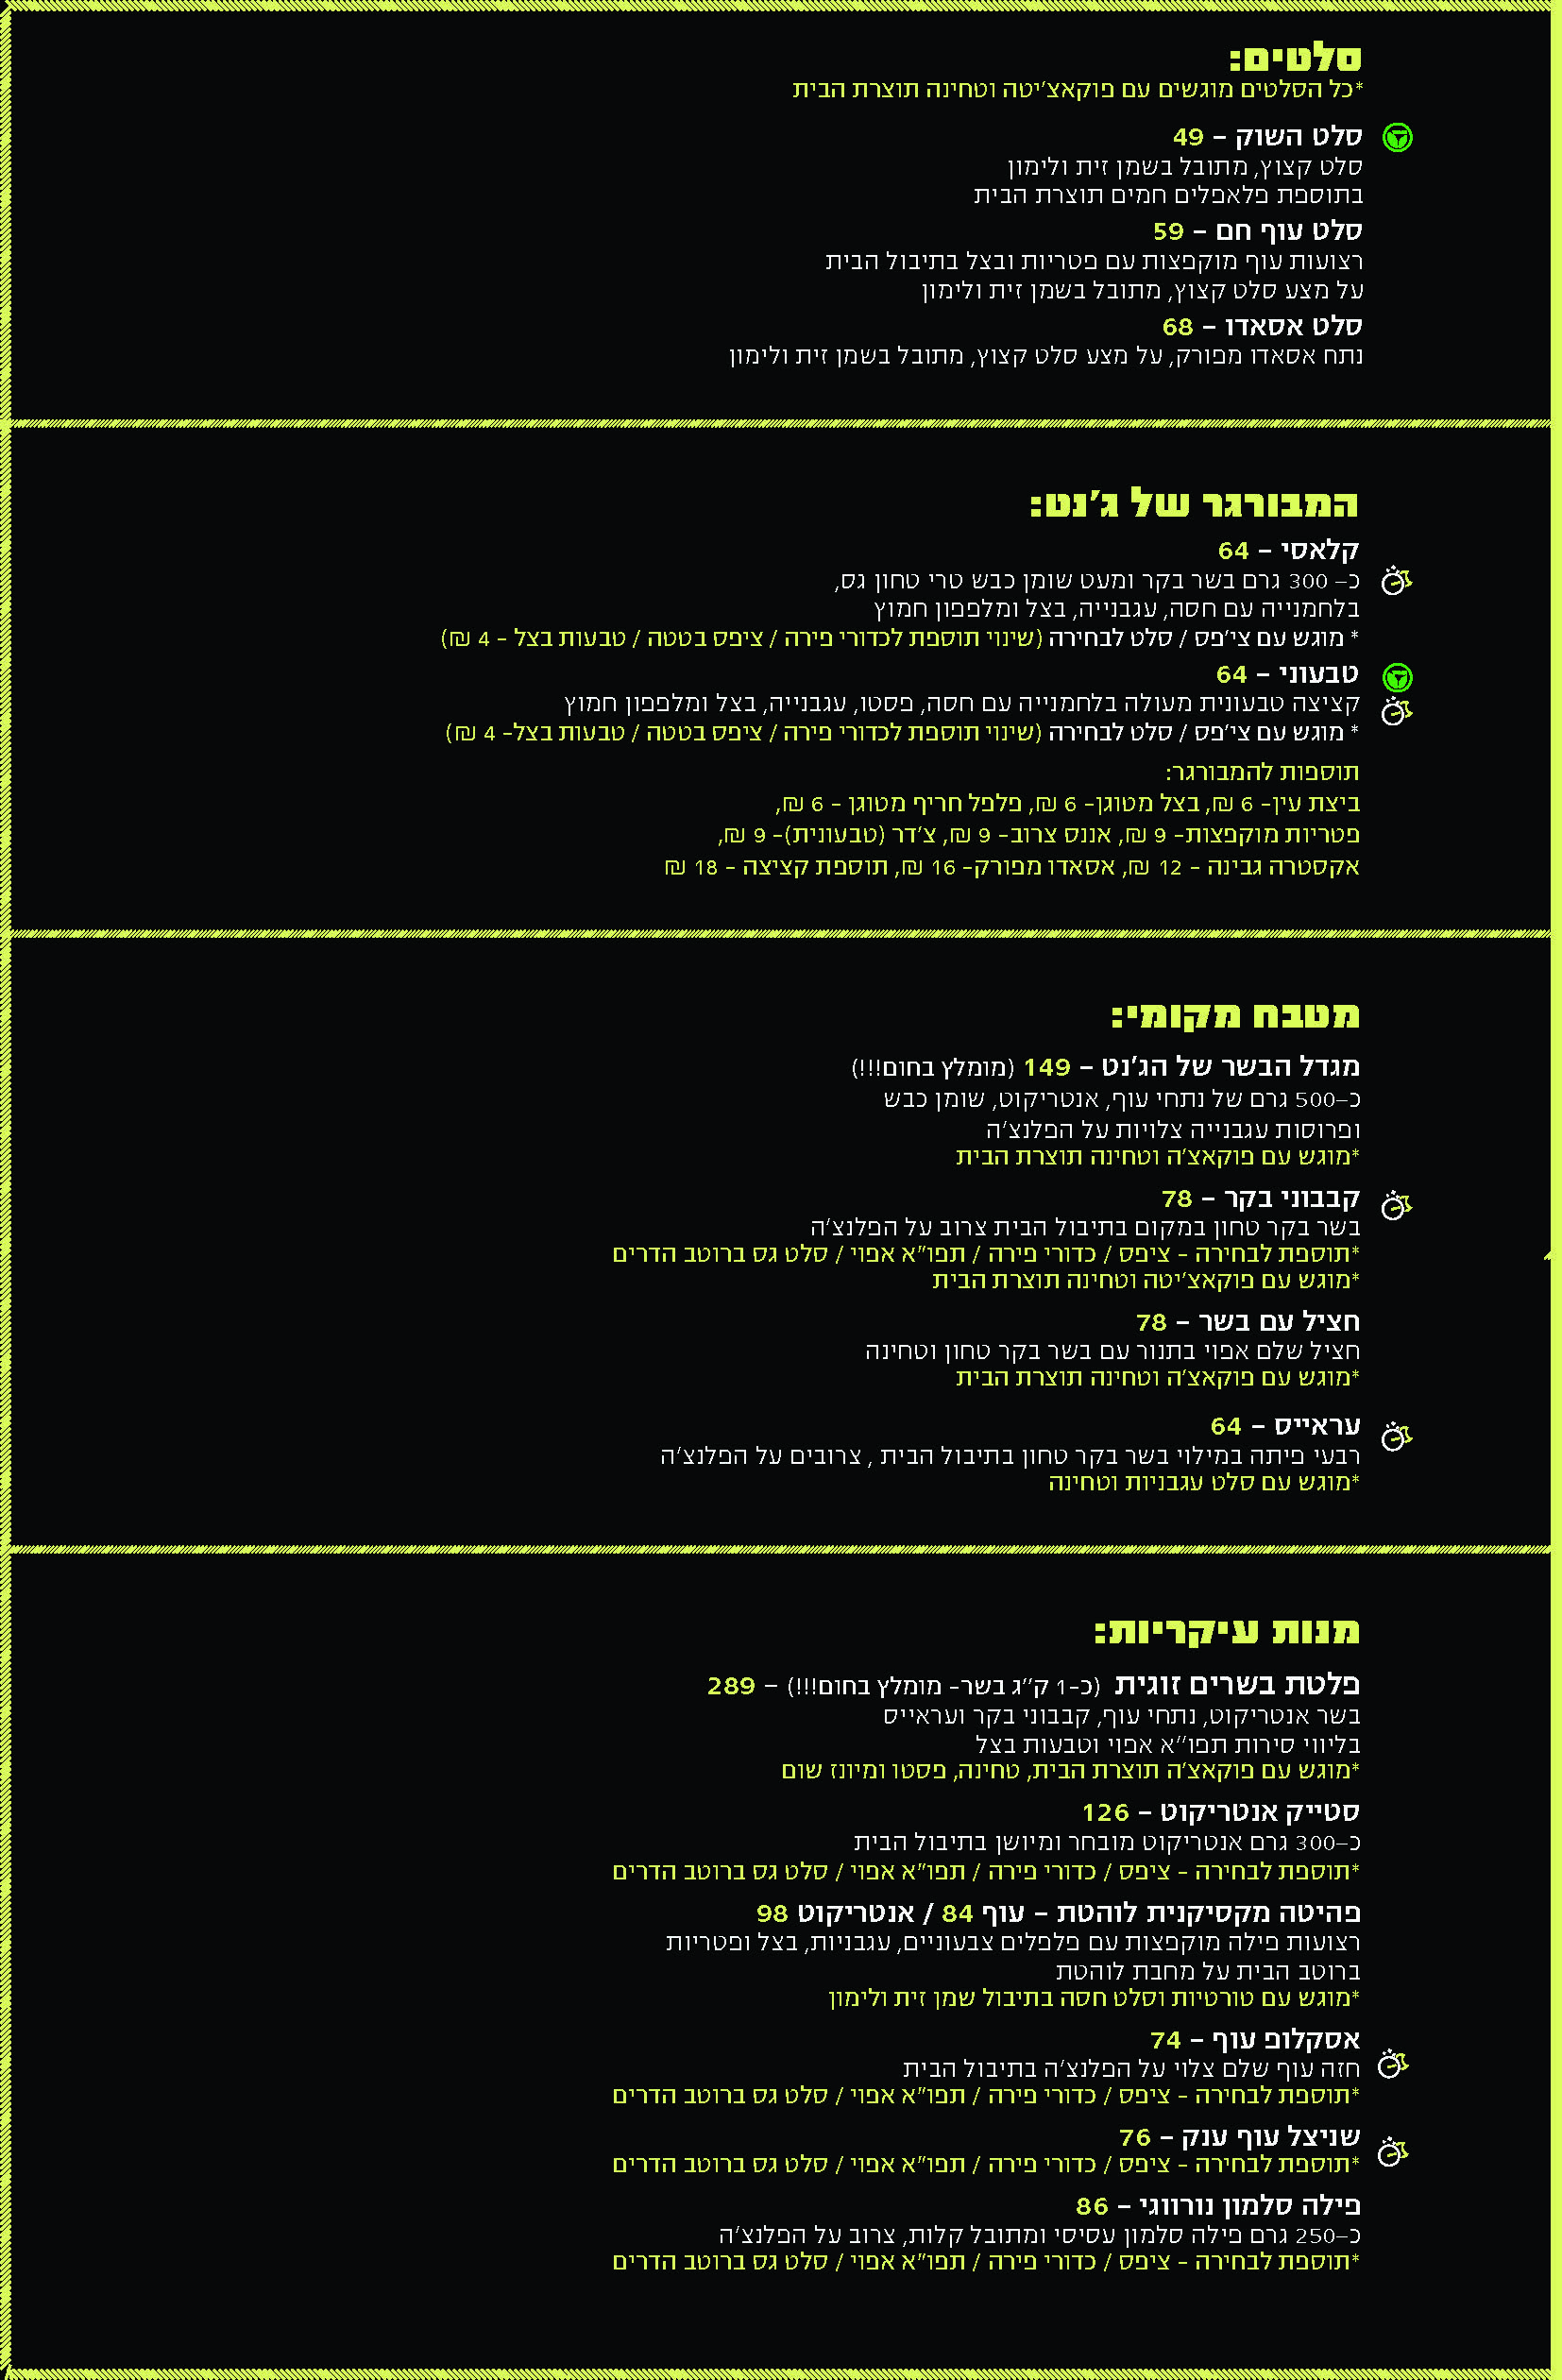 סלטים:
*כל הסלטים מוגשים עם פוקאצ'יטה וטחינה תוצרת הבית
סלט השוק – 49
סלט קצוץ, מתובל בשמן זית ולימון
בתוספת פלאפלים חמים תוצרת הבית
סלט עוף חם – 59
רצועות עוף מוקפצות עם פטריות ובצל בתיבול הבית
על מצע סלט קצוץ, מתובל בשמן זית ולימון
סלט אסאדו – 68
נתח אסאדו מפורק, על מצע סלט קצוץ, מתובל בשמן זית ולימון
המבורגר של ג'נט:
קלאסי – 64
כ– 300 גרם בשר בקר ומעט שומן כבש טרי טחון גס,
בלחמנייה עם חסה, עגבנייה, בצל ומלפפון חמוץ
* מוגש עם צי'פס / סלט לבחירה (שינוי תוספת לכדורי פירה / ציפס בטטה / טבעות בצל - 4 ₪)
טבעוני – 64
קציצה טבעונית מעולה בלחמנייה עם חסה, פסטו, עגבנייה, בצל ומלפפון חמוץ
* מוגש עם צי'פס / סלט לבחירה (שינוי תוספת לכדורי פירה / ציפס בטטה / טבעות בצל- 4 ₪)
תוספות להמבורגר:
ביצת עין- 6 ₪, בצל מטוגן- 6 ₪, פלפל חריף מטוגן - 6 ₪,
פטריות מוקפצות- 9 ₪, אננס צרוב- 9 ₪, צ'דר (טבעונית)- 9 ₪,
אקסטרה גבינה - 12 ₪, אסאדו מפורק- 16 ₪, תוספת קציצה - 18 ₪
מטבח מקומי:
מגדל הבשר של הג'נט – 149 (מומלץ בחום!!!)
כ–500 גרם של נתחי עוף, אנטריקוט, שומן כבש
ופרוסות עגבנייה צלויות על הפלנצ'ה
*מוגש עם פוקאצ'ה וטחינה תוצרת הבית
קבבוני בקר – 78
בשר בקר טחון במקום בתיבול הבית צרוב על הפלנצ'ה
*תוספת לבחירה - ציפס / כדורי פירה / תפו"א אפוי / סלט גס ברוטב הדרים
*מוגש עם פוקאצ'יטה וטחינה תוצרת הבית
חציל עם בשר – 78
חציל שלם אפוי בתנור עם בשר בקר טחון וטחינה
*מוגש עם פוקאצ'ה וטחינה תוצרת הבית
עראייס – 64
רבעי פיתה במילוי בשר בקר טחון בתיבול הבית , צרובים על הפלנצ'ה
*מוגש עם סלט עגבניות וטחינה
מנות עיקריות:
פלטת בשרים זוגית (כ-1 ק''ג בשר- מומלץ בחום!!!) – 289
בשר אנטריקוט, נתחי עוף, קבבוני בקר ועראייס
בליווי סירות תפו''א אפוי וטבעות בצל
*מוגש עם פוקאצ'ה תוצרת הבית, טחינה, פסטו ומיונז שום
סטייק אנטריקוט – 126
כ–300 גרם אנטריקוט מובחר ומיושן בתיבול הבית
*תוספת לבחירה - ציפס / כדורי פירה / תפו"א אפוי / סלט גס ברוטב הדרים
פהיטה מקסיקנית לוהטת – עוף 84 / אנטריקוט 98
רצועות פילה מוקפצות עם פלפלים צבעוניים, עגבניות, בצל ופטריות
ברוטב הבית על מחבת לוהטת
*מוגש עם טורטיות וסלט חסה בתיבול שמן זית ולימון
אסקלופ עוף – 74
חזה עוף שלם צלוי על הפלנצ'ה בתיבול הבית
*תוספת לבחירה - ציפס / כדורי פירה / תפו"א אפוי / סלט גס ברוטב הדרים
שניצל עוף ענק – 76
*תוספת לבחירה - ציפס / כדורי פירה / תפו"א אפוי / סלט גס ברוטב הדרים
פילה סלמון נורווגי – 86
כ–250 גרם פילה סלמון עסיסי ומתובל קלות, צרוב על הפלנצ'ה
*תוספת לבחירה - ציפס / כדורי פירה / תפו"א אפוי / סלט גס ברוטב הדרים